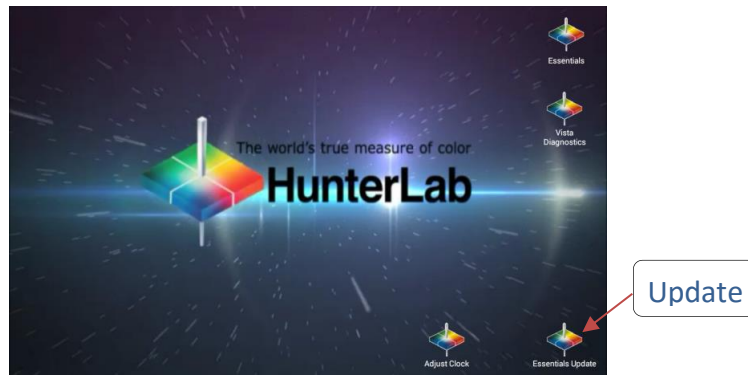 Essentials
Vista
Diagnostics
The world's true measure of color
HunterLab
Update
Adjust Clock
Essentials Update